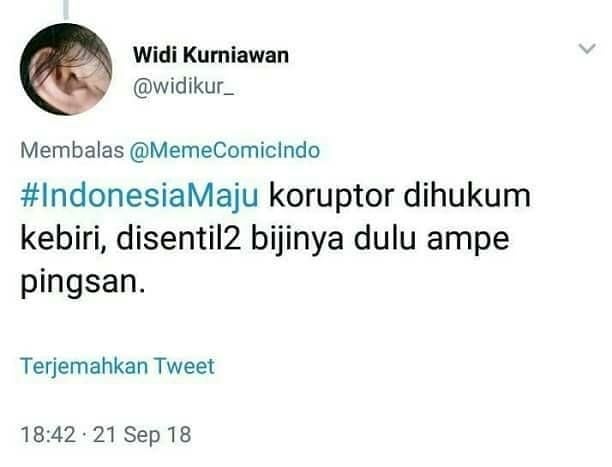 Widi Kurniawan
@widikur_
Membalas @MemeComicIndo
#IndonesiaMaju koruptor dihukum
kebiri, disentil2 bijinya dulu ampe
pingsan.
Terjemahkan Tweet
18:42 · 21 Sep 18